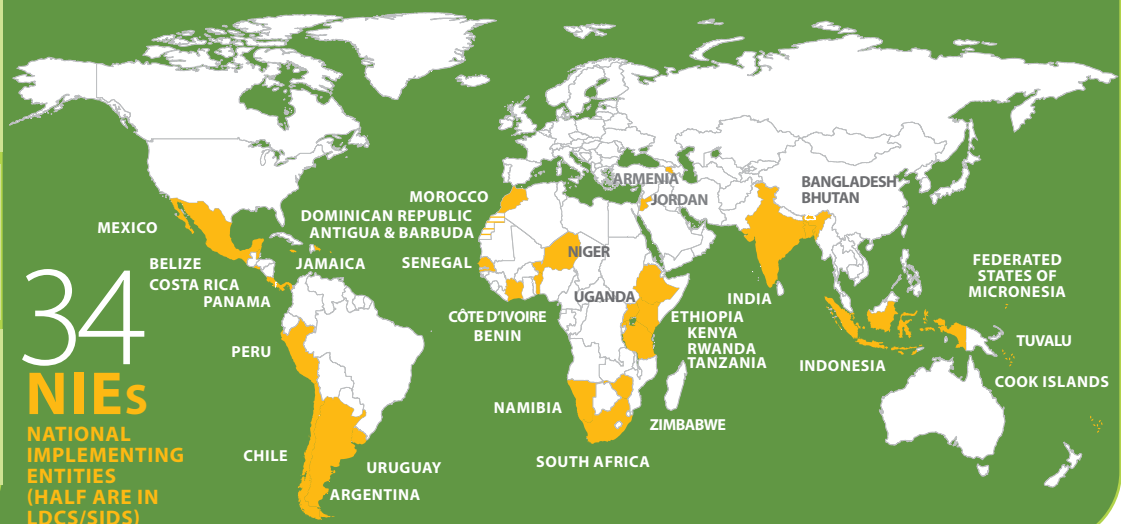 34
NIEs
NATIONAL
IMPLEMENTING
ENTITIES
(HALF ARE IN
LDCS/SIDS)
MEXICO
BELIZE
COSTA RICA
PANAMA
JAMAICA
PERU
CHILE
URUGUAY
ARGENTINA
MOROCCO
DOMINICAN REPUBLIC
ANTIGUA & BARBUDA
SENEGAL
CÔTE D'IVOIRE
BENIN
NIGER
UGANDA
ETHIOPIA
KENYA
RWANDA
TANZANIA
NAMIBIA
ZIMBABWE
SOUTH AFRICA
ARMENIA
JORDAN
BANGLADESH
BHUTAN
INDIA
INDONESIA
FEDERATED
STATES OF
MICRONESIA
TUVALU
COOK ISLANDS